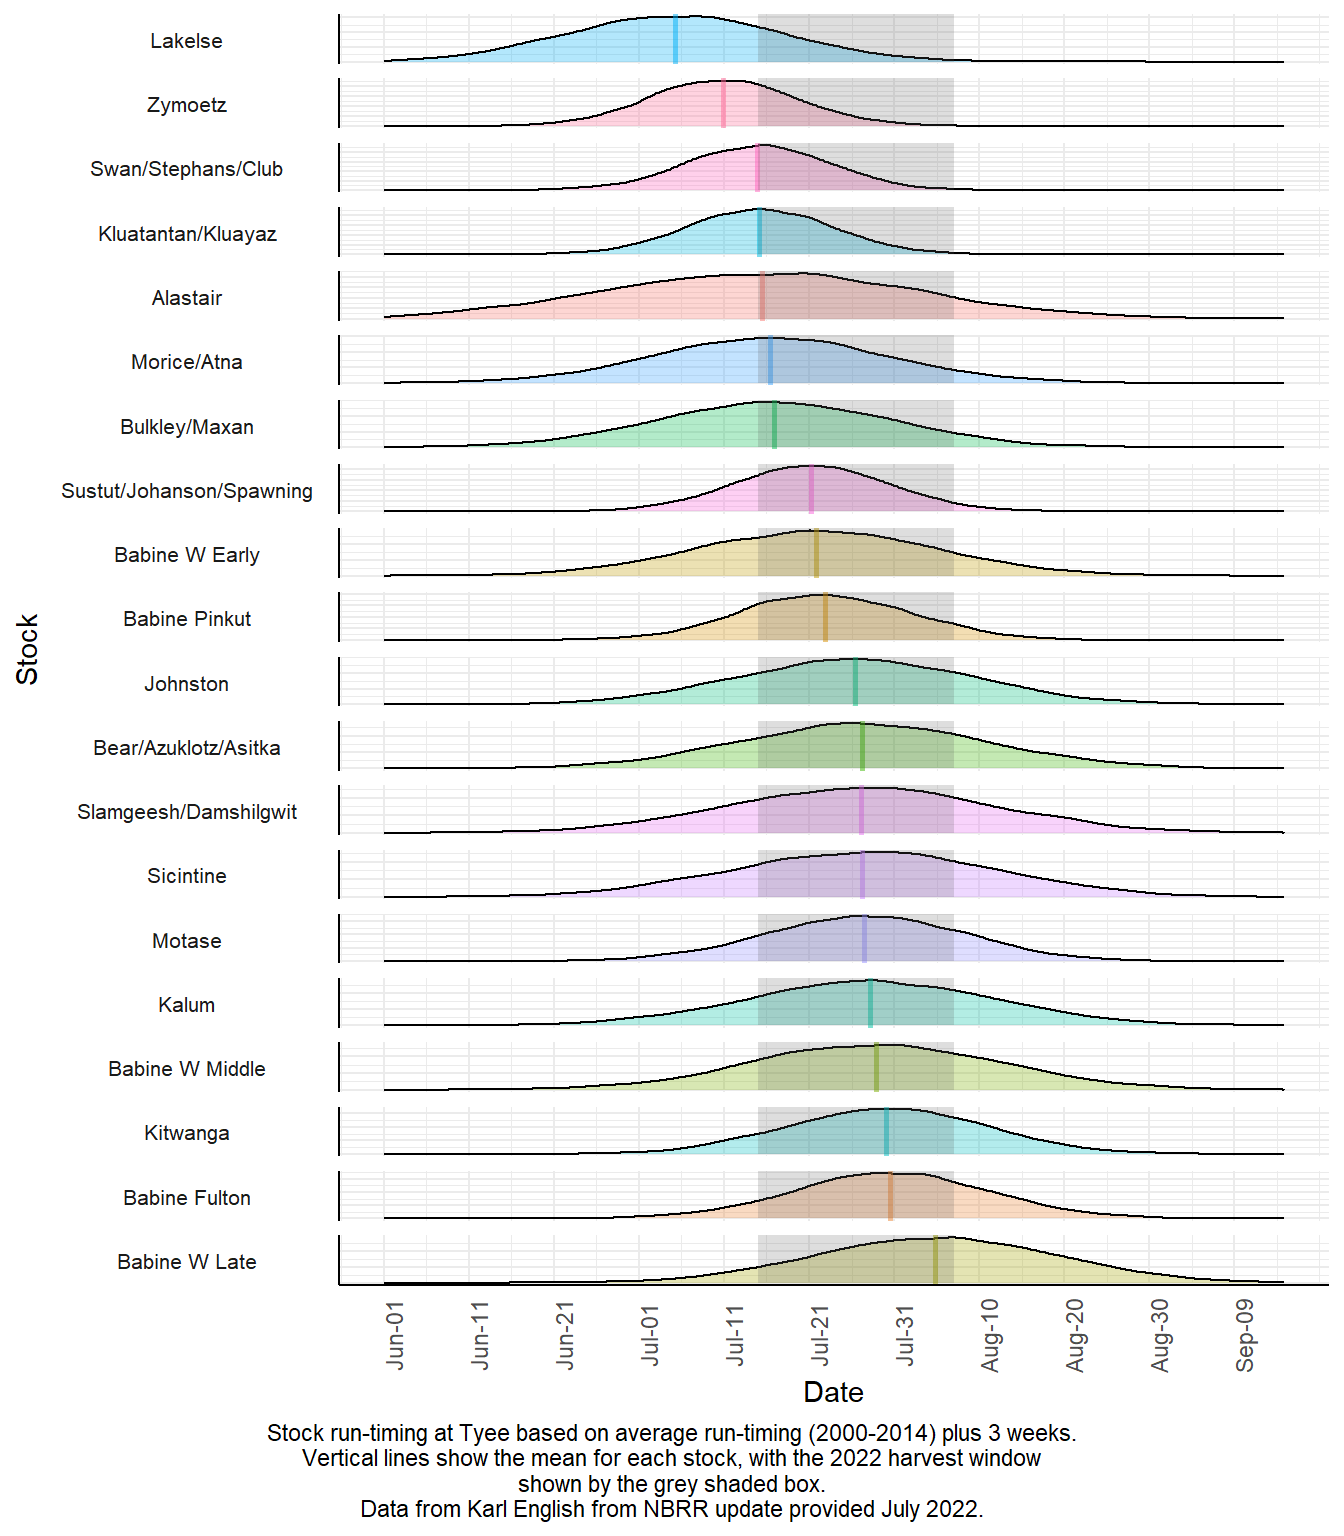 Lakelse
Zymoetz
Swan/Stephans/Club
Kluatantan/Kluayaz
Alastair
Morice/Atna
Bulkley/Maxan
Sustut/Johanson/Spawning
Babine W Early
Babine Pinkut
Johnston
Bear/Azuklotz/Asitka
Slamgeesh/Damshilgwit
Sicintine
Motase
Kalum
Babine W Middle
Kitwanga
Babine Fulton
Babine W Late
Stock
Jun-01
Jun-11
Jun-21
Jul-01
Jul-11
Jul-21
Jul-31
Aug-10
Aug-20
Aug-30
Sep-09
Date
Stock run-timing at Tyee based on average run-timing (2000-2014) plus 3 weeks.
Vertical lines show the mean for each stock, with the 2022 harvest window
shown by the grey shaded box.
Data from Karl English from NBRR update provided July 2022.